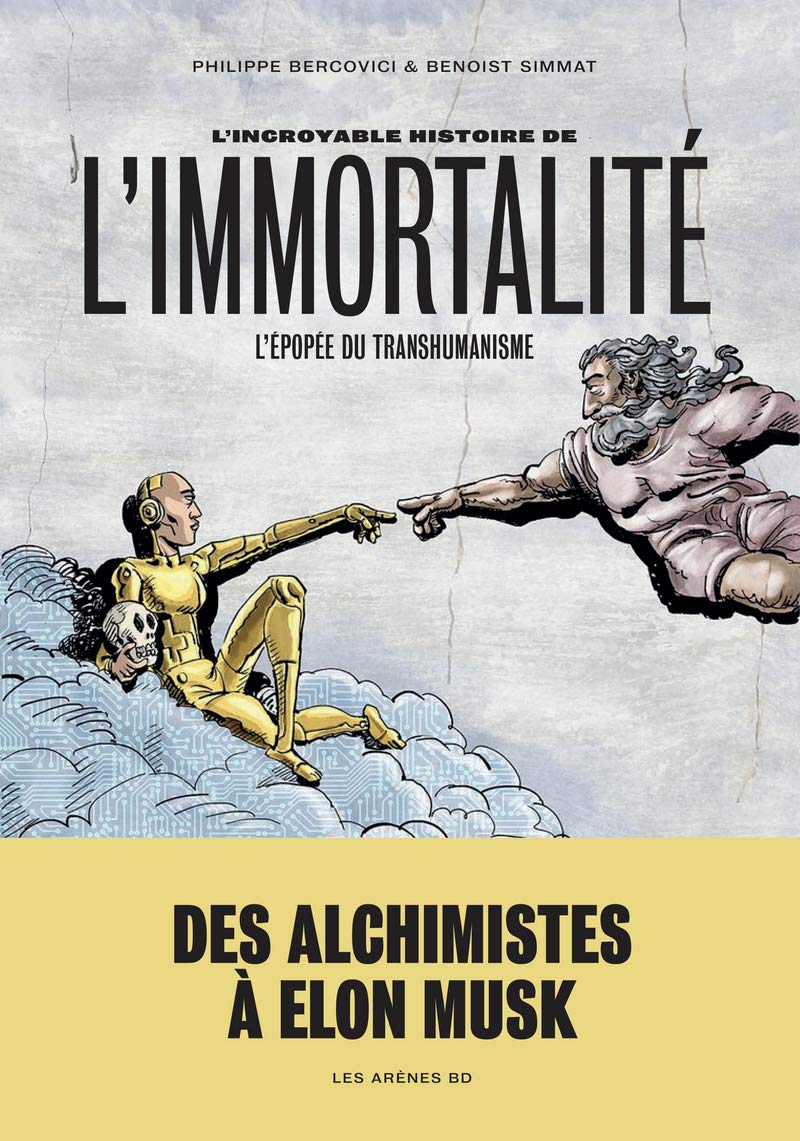 PHILIPPE BERCOVICI & BENOIST SIMMAT
L'INCROYABLE HISTOIRE DE
L'IMMORTALITÉ
L'ÉPOPÉE DU TRANSHUMANISME
DES ALCHIMISTES
À ELON MUSK
LES ARÈNES BD